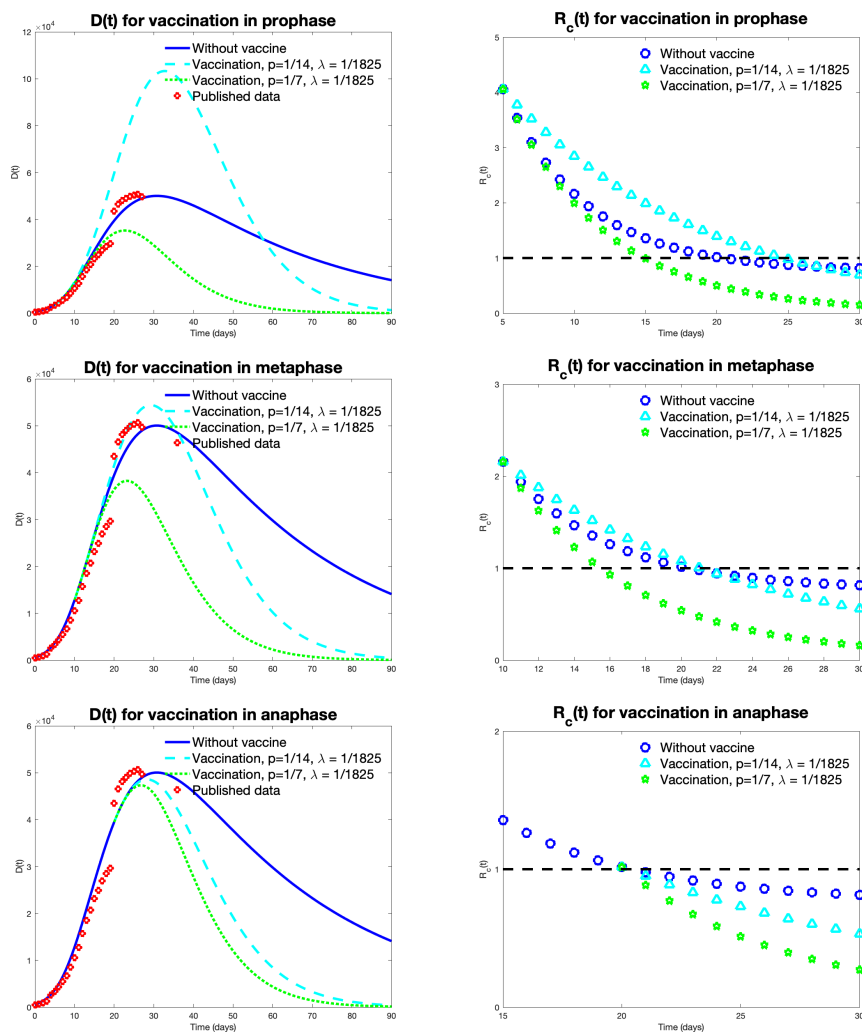 D(t) for vaccination in prophase
×10⁴
12
10
8
6
4
2
0
D(t)
0 10 20 30 40 50 60 70 80 90
Time (days)
Without vaccine
Vaccination, p=1/14, λ = 1/1825
Vaccination, p=1/7, λ = 1/1825
Published data
R_c(t) for vaccination in prophase
5
4
3
2
1
0
R_c(t)
5 10 15 20 25 30
Time (days)
Without vaccine
Vaccination, p=1/14, λ = 1/1825
Vaccination, p=1/7, λ = 1/1825
D(t) for vaccination in metaphase
×10⁴
6
5
4
3
2
1
0
D(t)
0 10 20 30 40 50 60 70 80 90
Time (days)
Without vaccine
Vaccination, p=1/14, λ = 1/1825
Vaccination, p=1/7, λ = 1/1825
Published data
R_c(t) for vaccination in metaphase
3
2
1
0
R_c(t)
10 12 14 16 18 20 22 24 26 28 30
Time (days)
Without vaccine
Vaccination, p=1/14, λ = 1/1825
Vaccination, p=1/7, λ = 1/1825
D(t) for vaccination in anaphase
×10⁴
6
5
4
3
2
1
0
D(t)
0 10 20 30 40 50 60 70 80 90
Time (days)
Without vaccine
Vaccination, p=1/14, λ = 1/1825
Vaccination, p=1/7, λ = 1/1825
Published data
R_c(t) for vaccination in anaphase
2
1
0
R_c(t)
15 20 25 30
Time (days)
Without vaccine
Vaccination, p=1/14, λ = 1/1825
Vaccination, p=1/7, λ = 1/1825